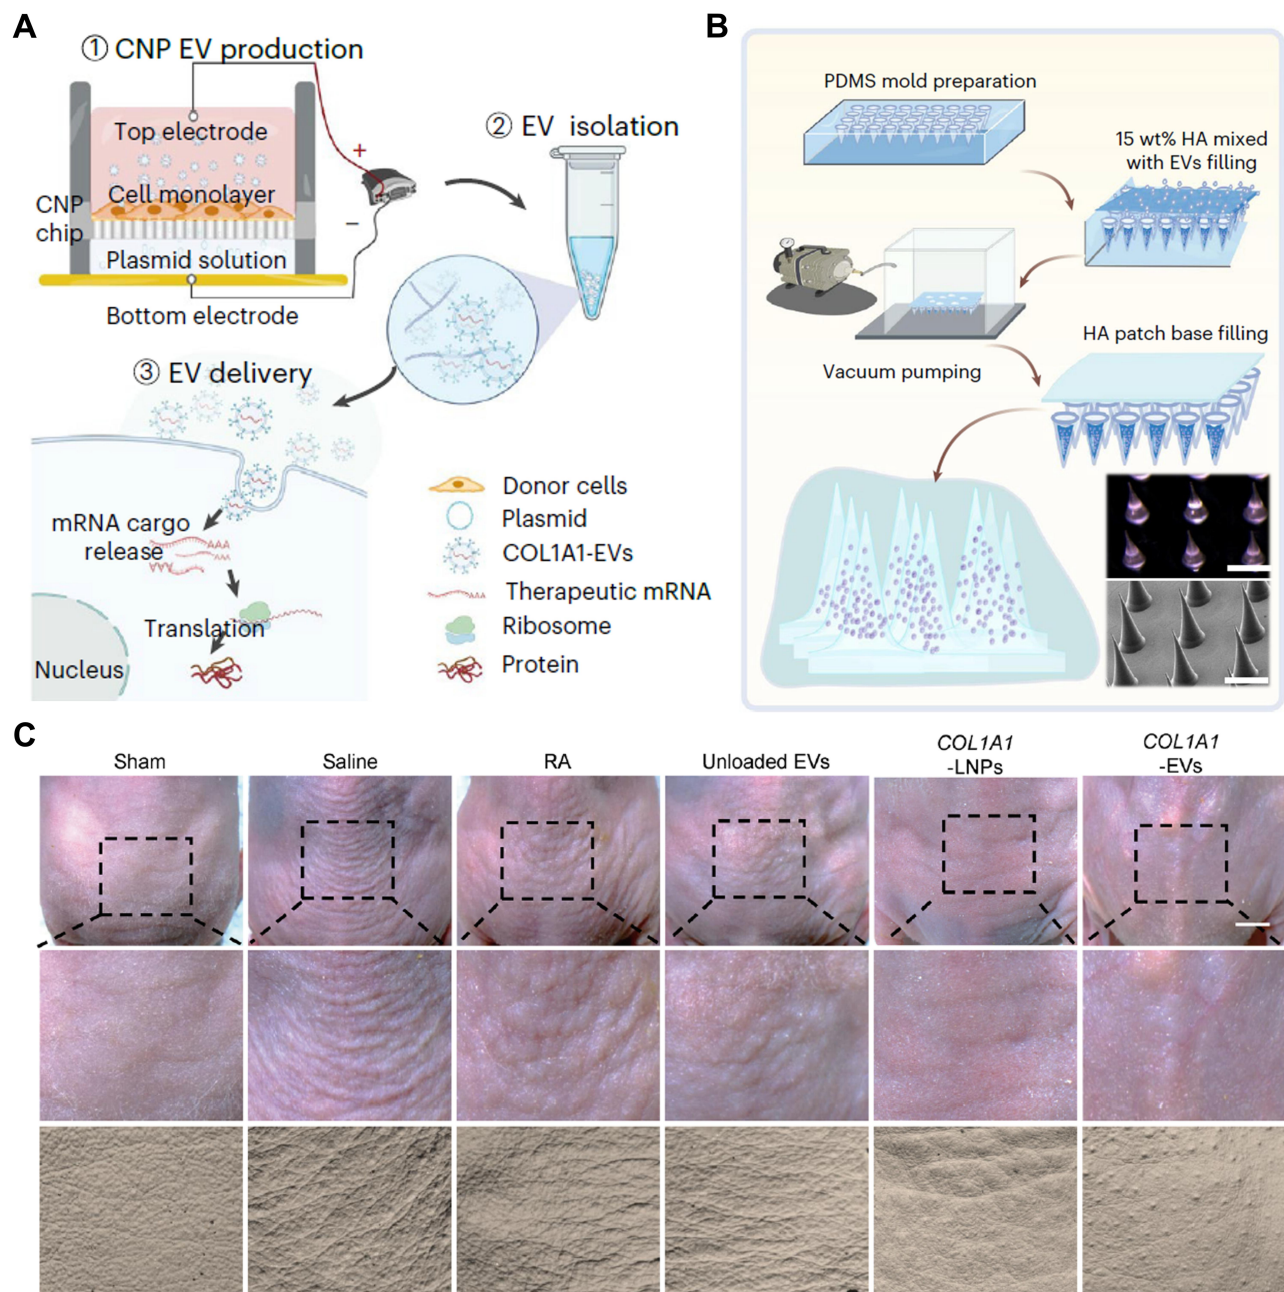 A
① CNP EV production
Top electrode
+
Cell monolayer
CNP
chip
−
Plasmid solution
Bottom electrode
② EV isolation
③ EV delivery
mRNA cargo
release
Translation
Nucleus
Donor cells
Plasmid
COL1A1-EVs
Therapeutic mRNA
Ribosome
Protein
B
PDMS mold preparation
15 wt% HA mixed
with EVs filling
Vacuum pumping
HA patch base filling
C
Sham
Saline
RA
Unloaded EVs
COL1A1
-LNPs
COL1A1
-EVs